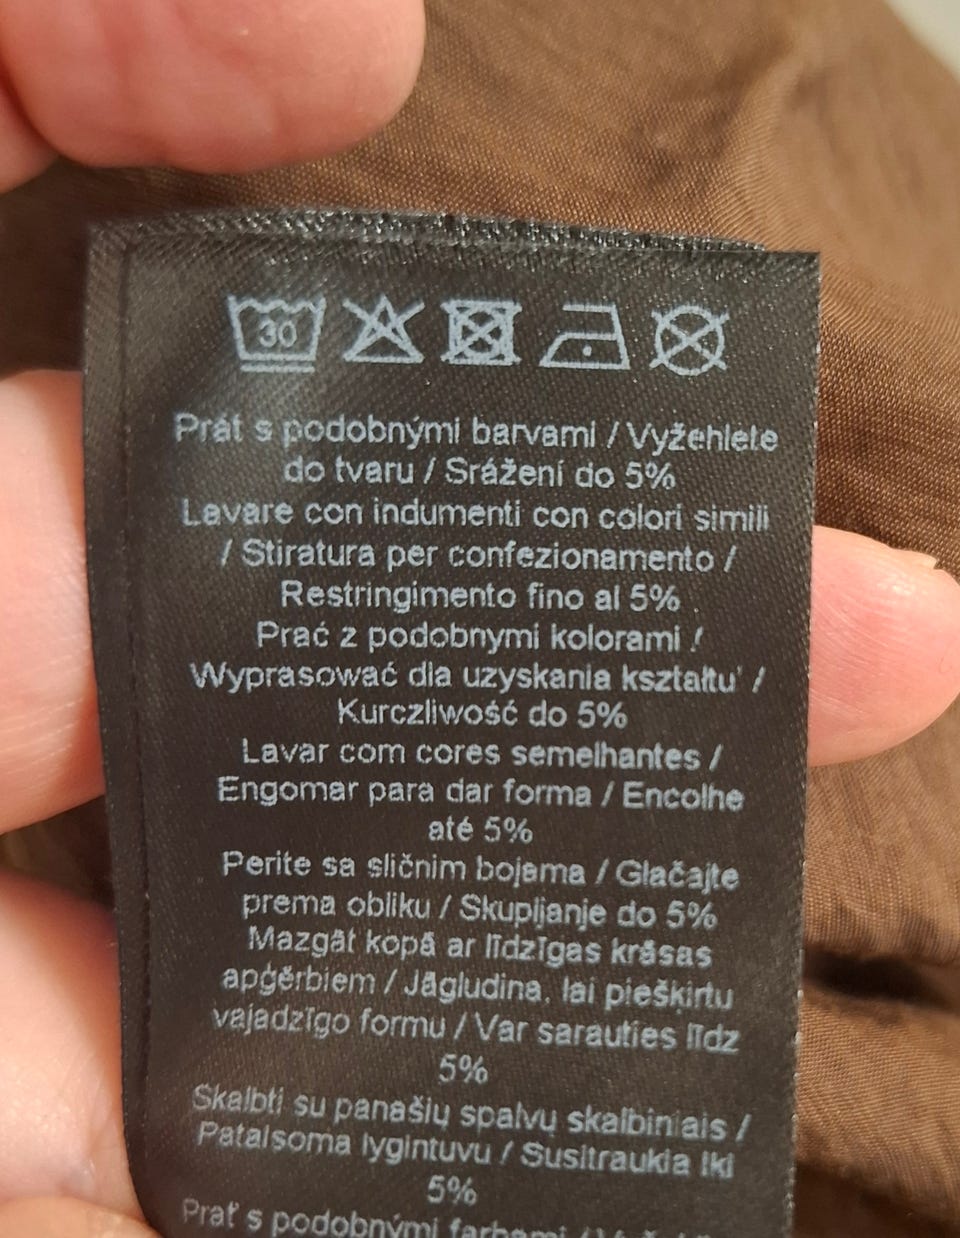 30
Prát s podobnými barvami / Vyžehlete
do tvaru / Srážení do 5%
Lavare con indumenti con colori simili
/ Stiratura per confezionamento /
Restringimento fino al 5%
Prać z podobnymi kolorami /
Wyprasować dla uzyskania kształtu /
Kurczliwość do 5%
Lavar com cores semelhantes /
Engomar para dar forma / Encolhe
até 5%
Perite sa sličnim bojama / Glačajte
prema obliku / Skupljanje do 5%
Mazgāt kopā ar līdzīgas krāsas
apģērbiem / Jāgludina, lai piešķirtu
vajadzīgo formu / Var sarauties līdz
5%
Skalbti su panašių spalvų skalbiniais /
Patalsoma lygintuvu / Susitraukia iki
5%
Prať s podobnými farbami /